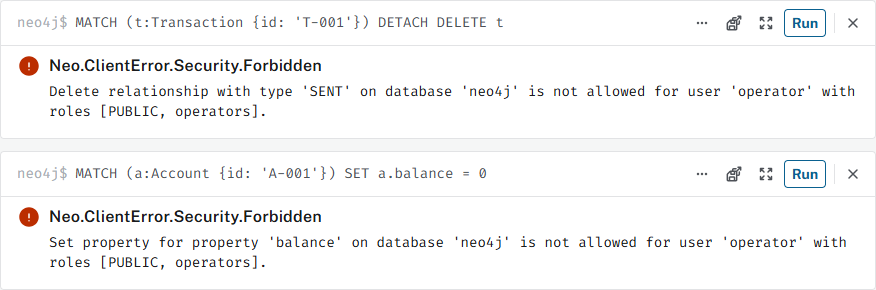 neo4j$ MATCH (t:Transaction {id: 'T-001'}) DETACH DELETE t
Run
Neo.ClientError.Security.Forbidden
Delete relationship with type 'SENT' on database 'neo4j' is not allowed for user 'operator' with
roles [PUBLIC, operators].
neo4j$ MATCH (a:Account {id: 'A-001'}) SET a.balance = 0
Run
Neo.ClientError.Security.Forbidden
Set property for property 'balance' on database 'neo4j' is not allowed for user 'operator' with
roles [PUBLIC, operators].